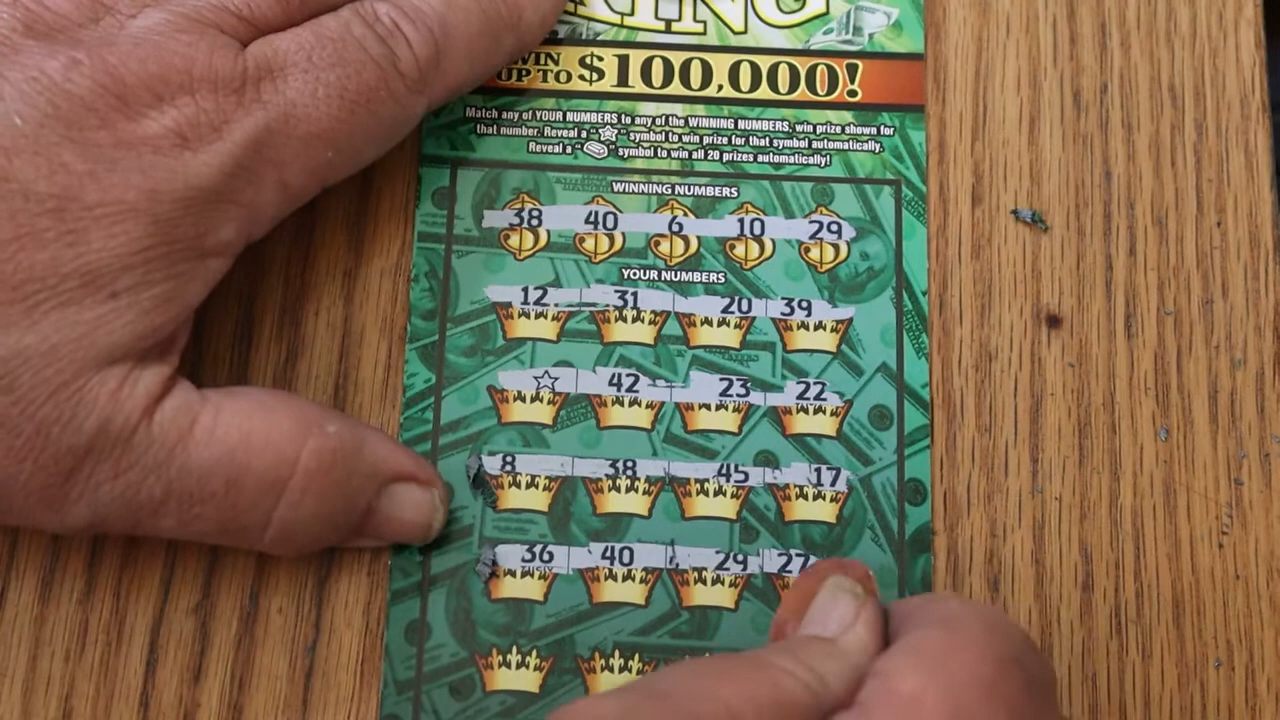 KING
WIN
UP TO $100,000!
Match any of YOUR NUMBERS to any of the WINNING NUMBERS, win prize shown for
that number. Reveal a "☆" symbol to win prize for that symbol automatically.
Reveal a "" symbol to win all 20 prizes automatically!
WINNING NUMBERS
38 40 6 10 29
YOUR NUMBERS
12 31 20 39
42 23 22
8 38 45 17
36 40 29 27